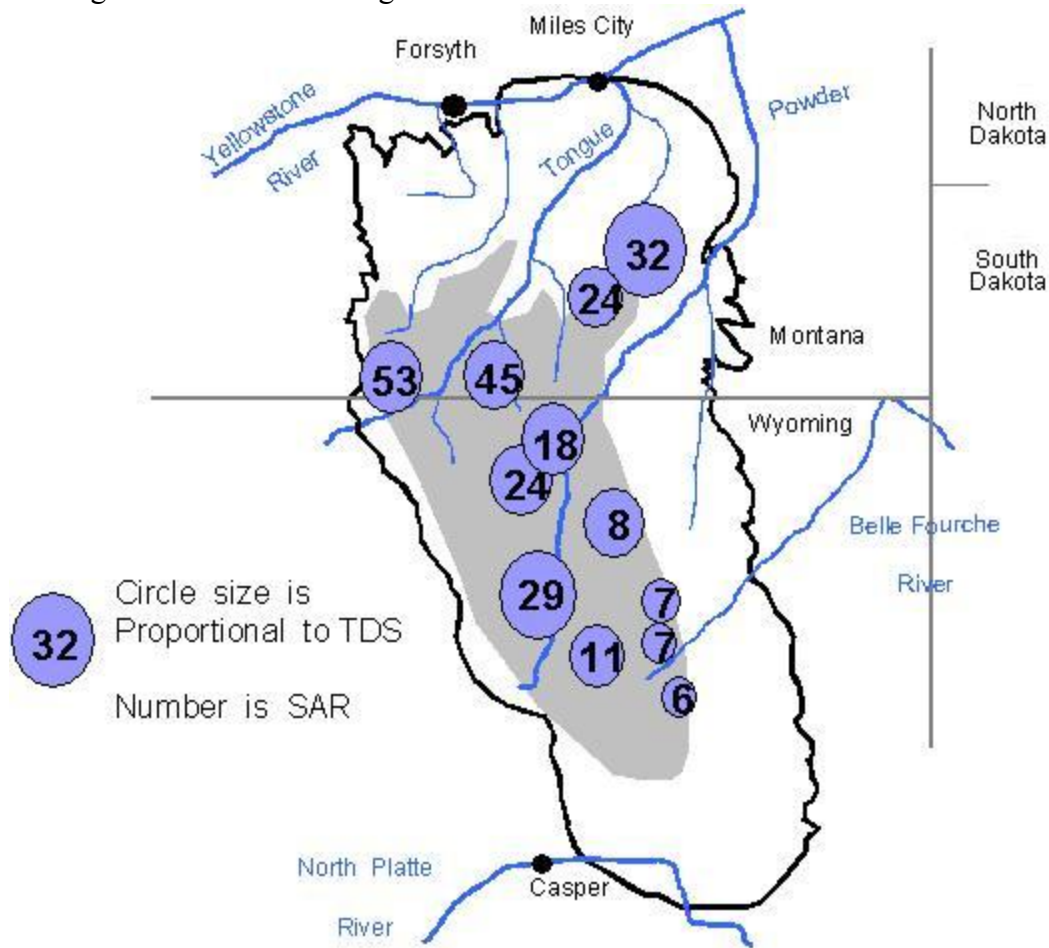 Miles City
Forsyth
Yellowstone
River
Tongue
Powder
North
Dakota
South
Dakota
32
24
Montana
53
45
Wyoming
18
24
8
Belle Fourche
River
29
7
7
11
6
32
Circle size is
Proportional to TDS
Number is SAR
North Platte
River
Casper